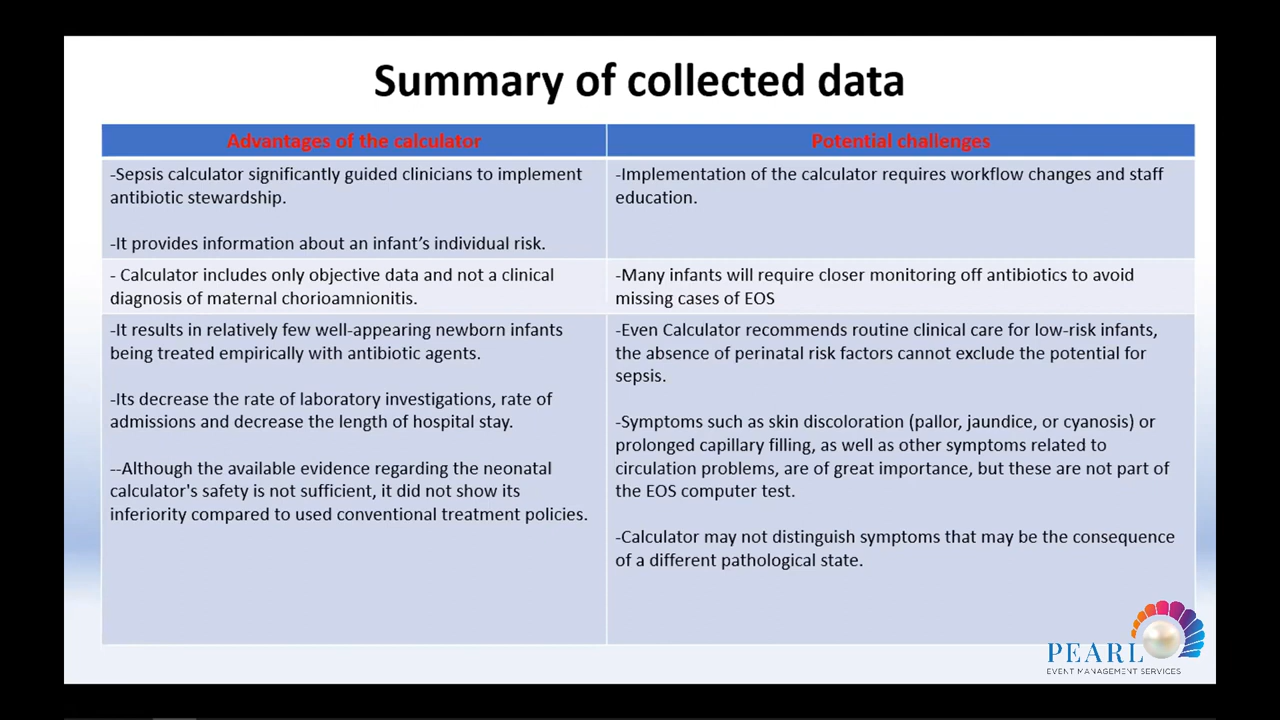 Summary of collected data
Advantages of the calculator
Potential challenges
-Sepsis calculator significantly guided clinicians to implement
antibiotic stewardship.
-It provides information about an infant’s individual risk.
-Implementation of the calculator requires workflow changes and staff
education.
- Calculator includes only objective data and not a clinical
diagnosis of maternal chorioamnionitis.
-Many infants will require closer monitoring off antibiotics to avoid
missing cases of EOS
-It results in relatively few well-appearing newborn infants
being treated empirically with antibiotic agents.
-Its decrease the rate of laboratory investigations, rate of
admissions and decrease the length of hospital stay.
--Although the available evidence regarding the neonatal
calculator's safety is not sufficient, it did not show its
inferiority compared to used conventional treatment policies.
-Even Calculator recommends routine clinical care for low-risk infants,
the absence of perinatal risk factors cannot exclude the potential for
sepsis.
-Symptoms such as skin discoloration (pallor, jaundice, or cyanosis) or
prolonged capillary filling, as well as other symptoms related to
circulation problems, are of great importance, but these are not part of
the EOS computer test.
-Calculator may not distinguish symptoms that may be the consequence
of a different pathological state.
PEARL
EVENT MANAGEMENT SERVICES